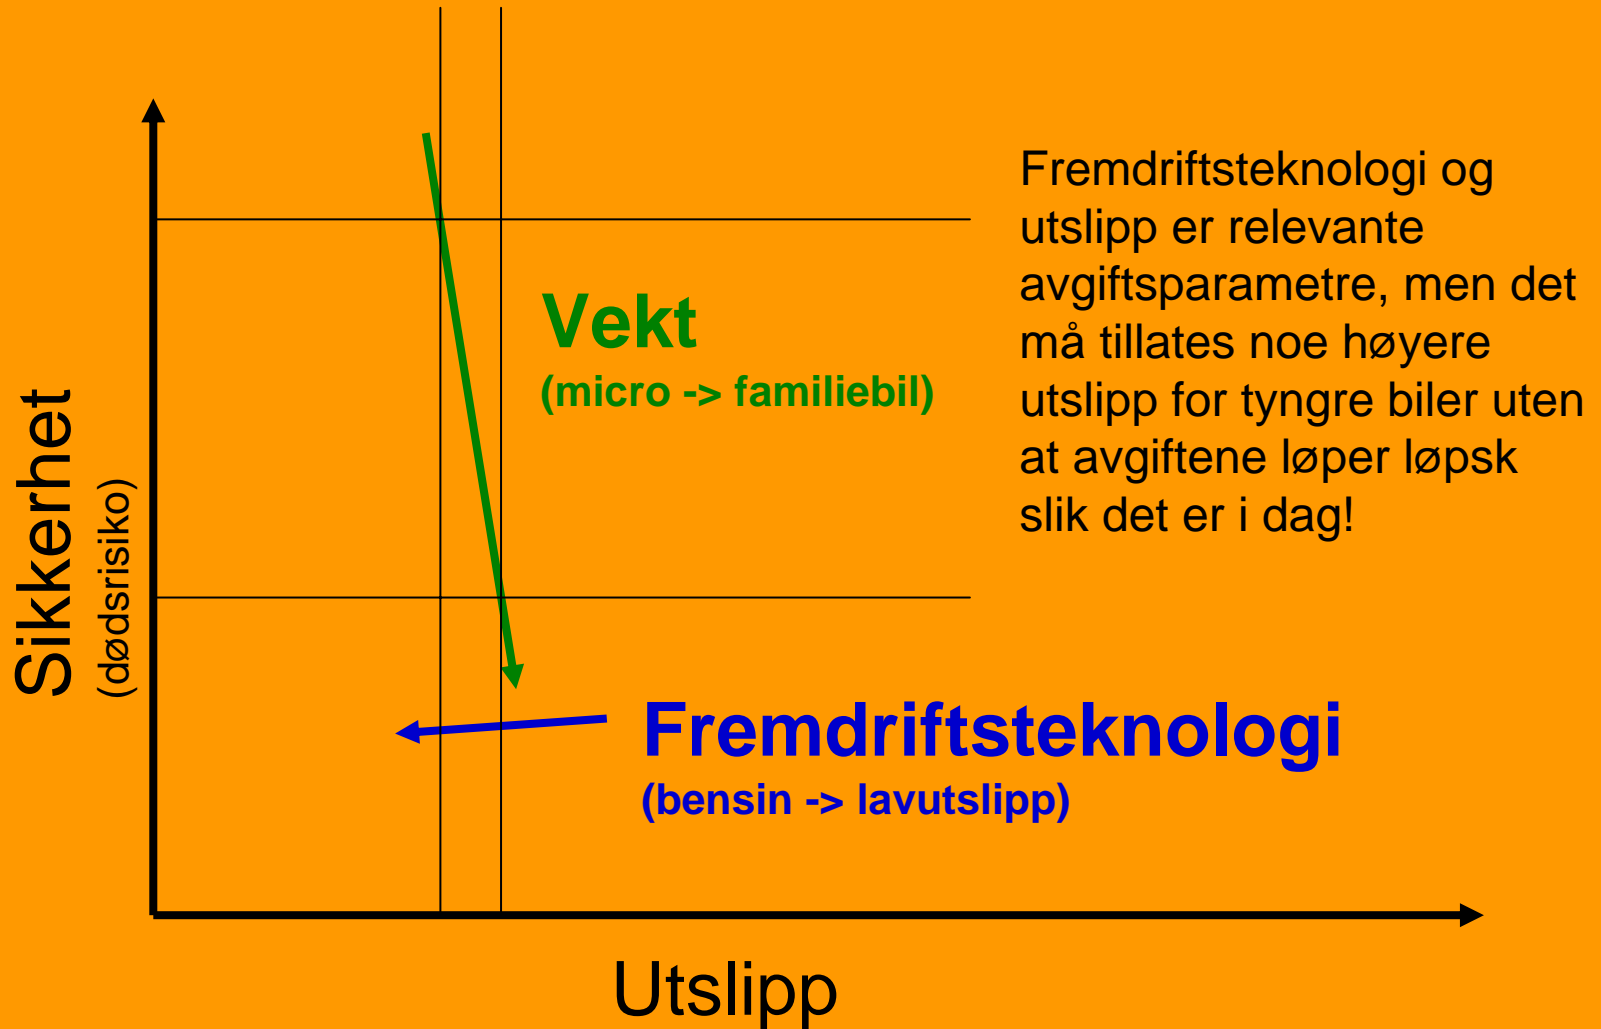 Fremdriftsteknologi og
utslipp er relevante
avgiftsparametre, men det
må tillates noe høyere
utslipp for tyngre biler uten
at avgiftene løper løpsk
slik det er i dag!
Vekt
(micro -> familiebil)
Sikkerhet
(dødsrisiko)
Fremdriftsteknologi
(bensin -> lavutslipp)
Utslipp